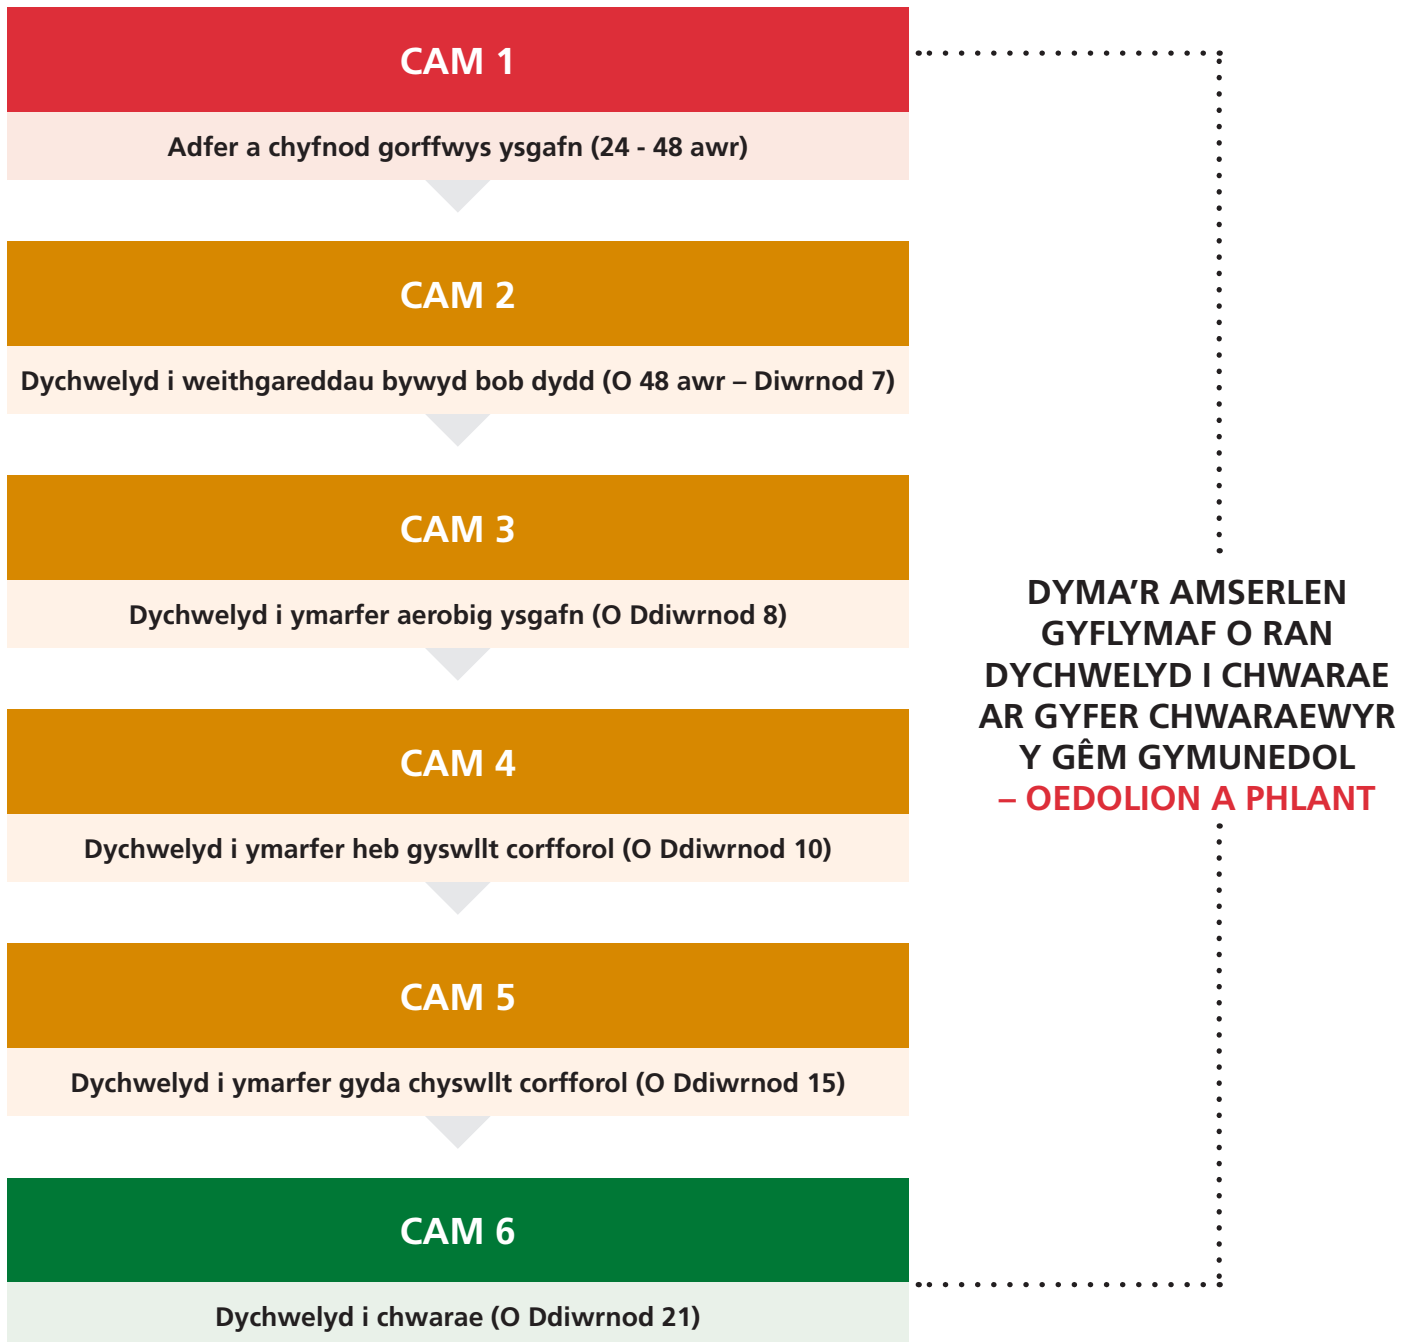 CAM 1
Adfer a chyfnod gorffwys ysgafn (24 - 48 awr)
CAM 2
Dychwelyd i weithgareddau bywyd bob dydd (O 48 awr – Diwrnod 7)
CAM 3
Dychwelyd i ymarfer aerobig ysgafn (O Ddiwrnod 8)
CAM 4
Dychwelyd i ymarfer heb gyswllt corfforol (O Ddiwrnod 10)
CAM 5
Dychwelyd i ymarfer gyda chyswllt corfforol (O Ddiwrnod 15)
CAM 6
Dychwelyd i chwarae (O Ddiwrnod 21)
DYMA’R AMSERLEN
GYFLYMAF O RAN
DYCHWELYD I CHWARAE
AR GYFER CHWARAEWYR
Y GÊM GYMUNEDOL
– OEDOLION A PHLANT